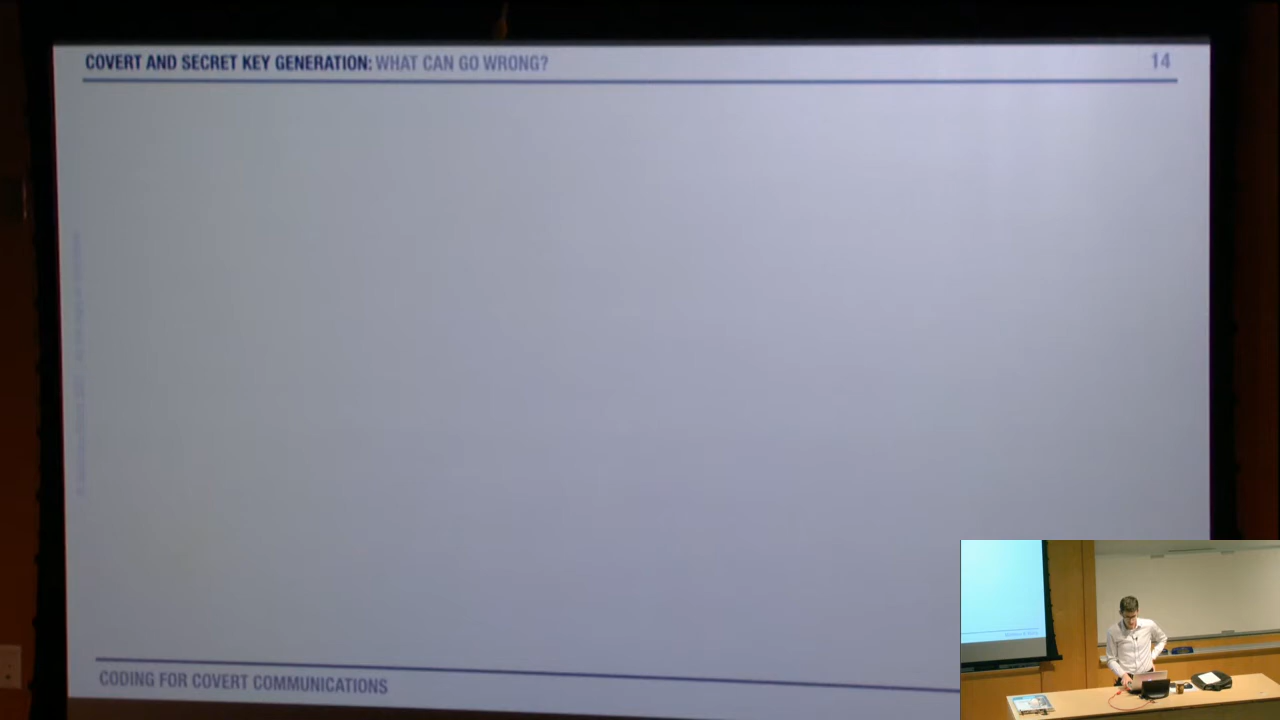 COVERT AND SECRET KEY GENERATION: WHAT CAN GO WRONG?
14
CODING FOR COVERT COMMUNICATIONS